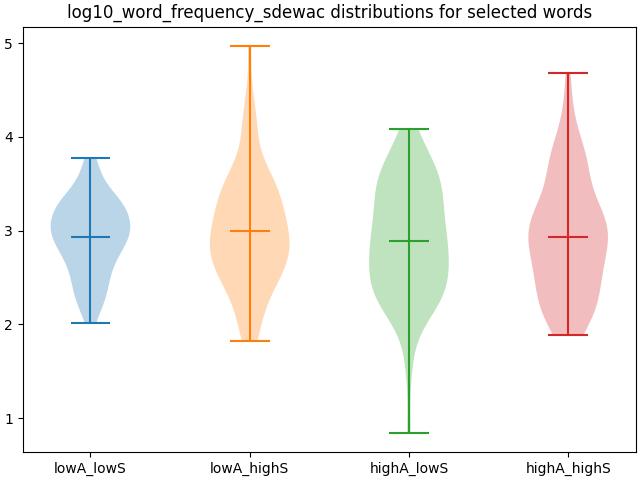 log10_word_frequency_sdewac distributions for selected words
5
4
3
2
1
lowA_lowS
lowA_highS
highA_lowS
highA_highS